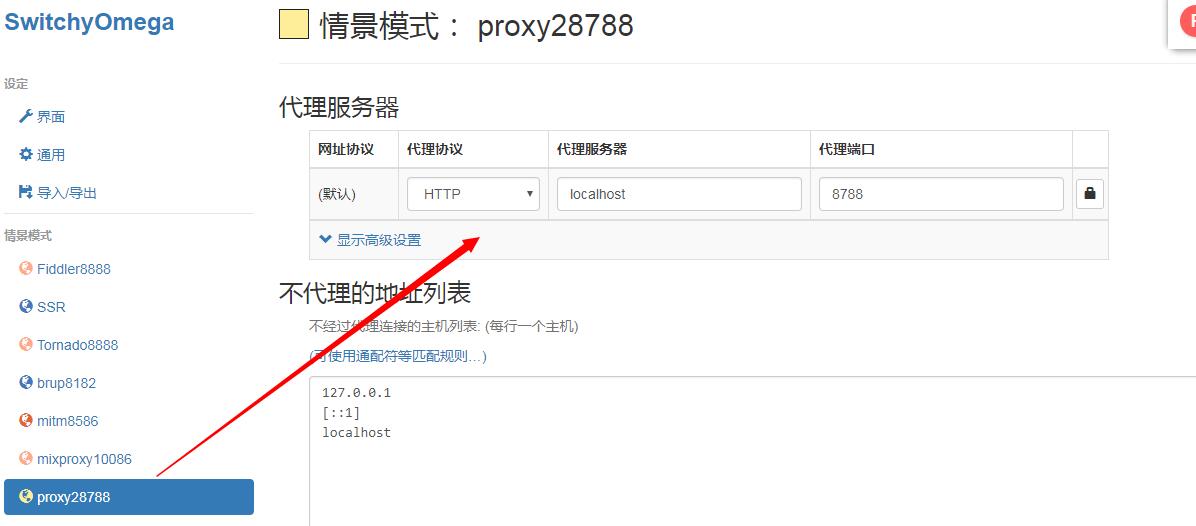 SwitchyOmega
设定
界面
通用
导入/导出
情景模式
Fiddler8888
SSR
Tornado8888
brup8182
mitm8586
mixproxy10086
proxy28788
情景模式： proxy28788
代理服务器
网址协议 代理协议 代理服务器 代理端口
(默认) HTTP localhost 8788
显示高级设置
不代理的地址列表
不经过代理连接的主机列表: (每行一个主机)
(可使用通配符等匹配规则…)
127.0.0.1
[::1]
localhost